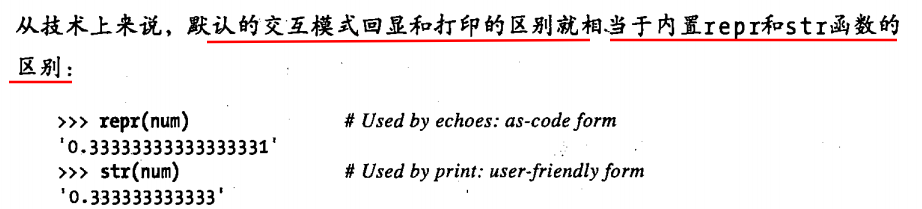 从技术上来说，默认的交互模式回显和打印的区别就相当于内置repr和str函数的
区别：
>>> repr(num) # Used by echoes: as-code form
'0.33333333333333331'
>>> str(num) # Used by print: user-friendly form
'0.333333333333'